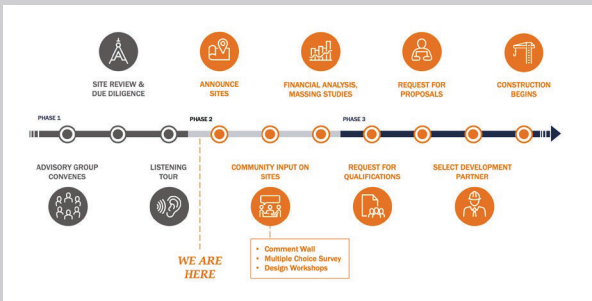 SITE REVIEW &
DUE DILIGENCE
ANNOUNCE
SITES
FINANCIAL ANALYSIS,
MASSING STUDIES
REQUEST FOR
PROPOSALS
CONSTRUCTION
BEGINS
PHASE 1
PHASE 2
PHASE 3
ADVISORY GROUP
CONVENES
LISTENING
TOUR
COMMUNITY INPUT ON
SITES
REQUEST FOR
QUALIFICATIONS
SELECT DEVELOPMENT
PARTNER
WE ARE
HERE
• Comment Wall
• Multiple Choice Survey
• Design Workshops